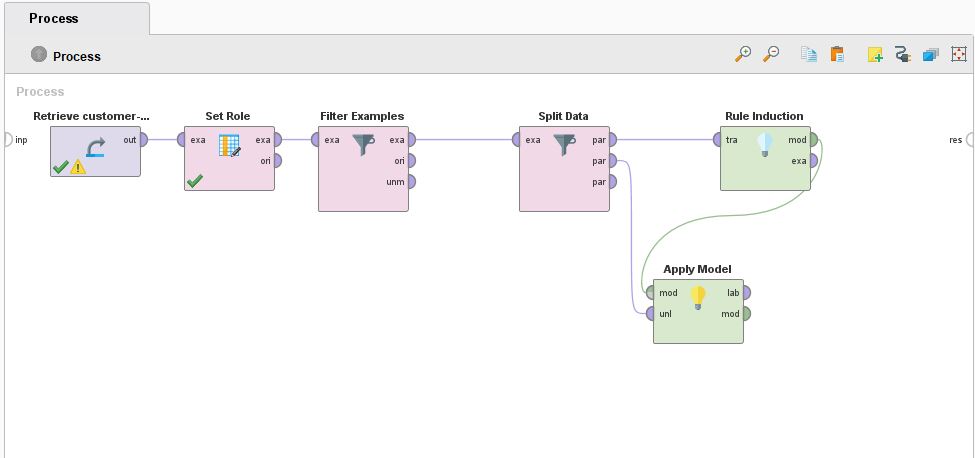 Process
Process
Process
Retrieve customer-...
Set Role
Filter Examples
Split Data
Rule Induction
inp
out
exa
exa
exa
exa
exa
par
tra
mod
res
ori
ori
par
exa
unm
par
Apply Model
mod
lab
unl
mod